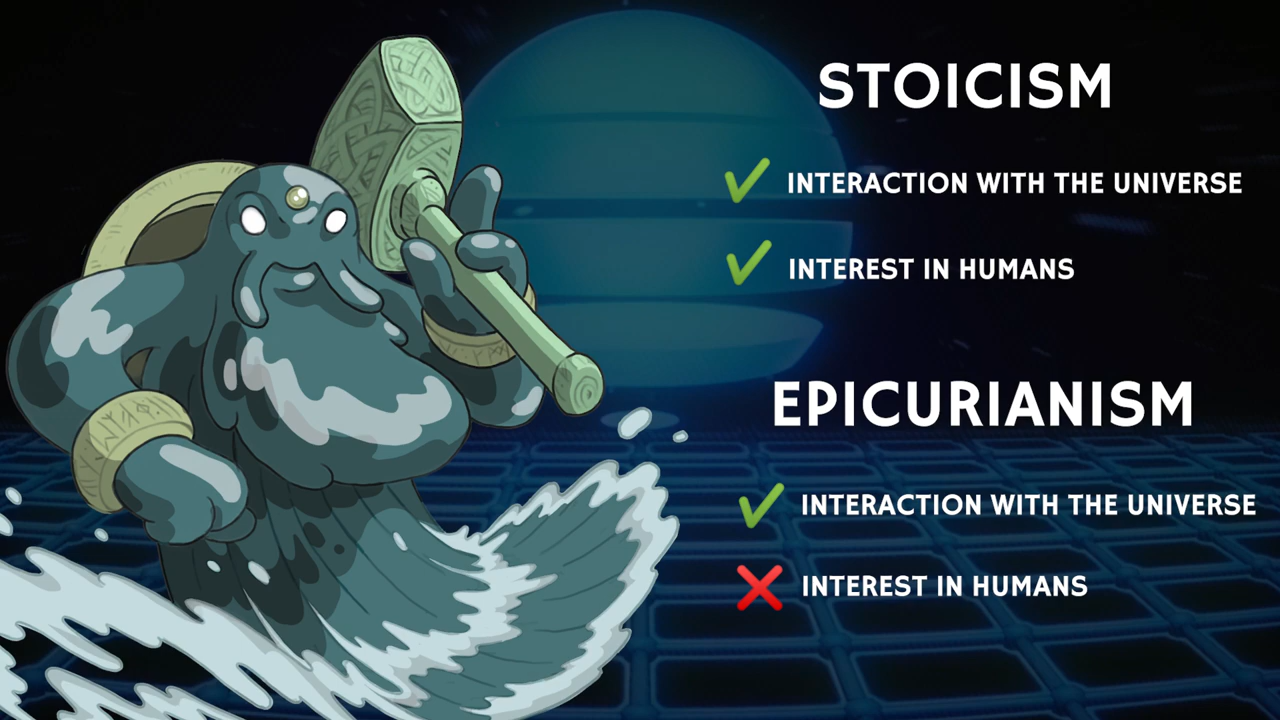 STOICISM
✔ INTERACTION WITH THE UNIVERSE
✔ INTEREST IN HUMANS
EPICURIANISM
✔ INTERACTION WITH THE UNIVERSE
❌ INTEREST IN HUMANS